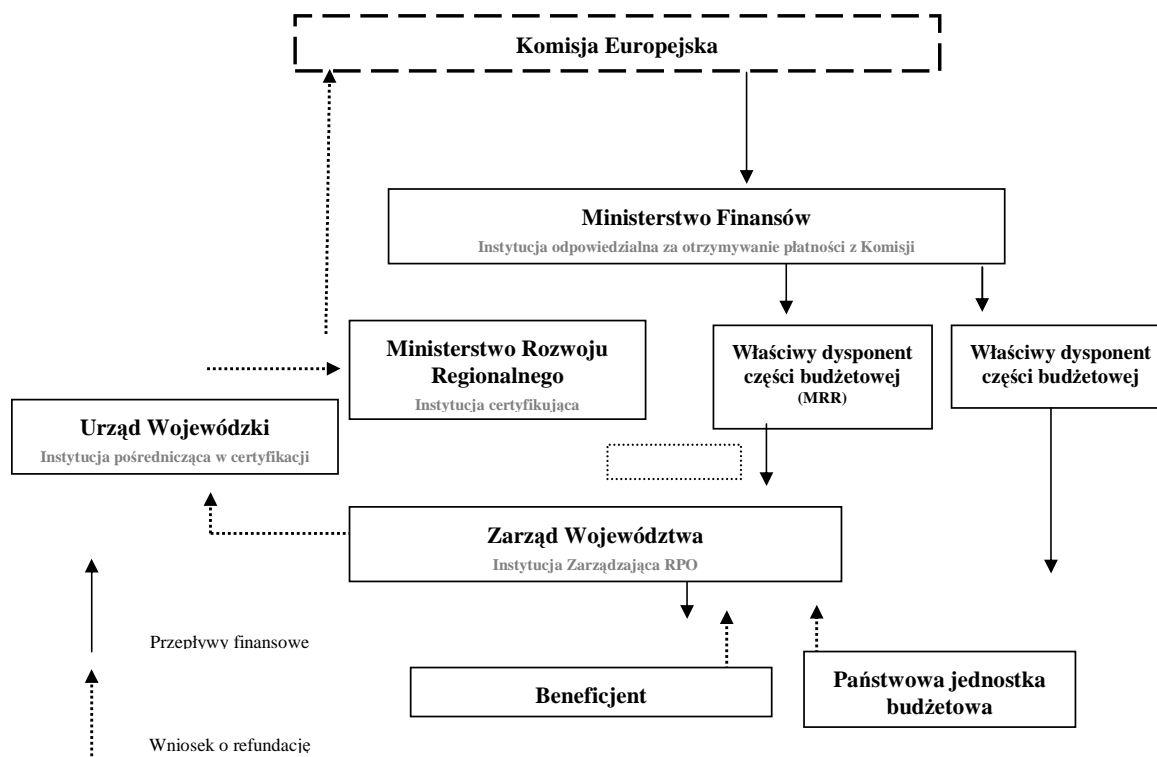 Komisja Europejska
Ministerstwo Finansów
Instytucja odpowiedzialna za otrzymywanie płatności z Komisji
Ministerstwo Rozwoju
Regionalnego
Instytucja certyfikująca
Właściwy dysponent
części budżetowej
(MRR)
Właściwy dysponent
części budżetowej
Urząd Wojewódzki
Instytucja pośrednicząca w certyfikacji
Zarząd Województwa
Instytucja Zarządzająca RPO
Przepływy finansowe
Beneficjent
Państwowa jednostka
budżetowa
Wniosek o refundację